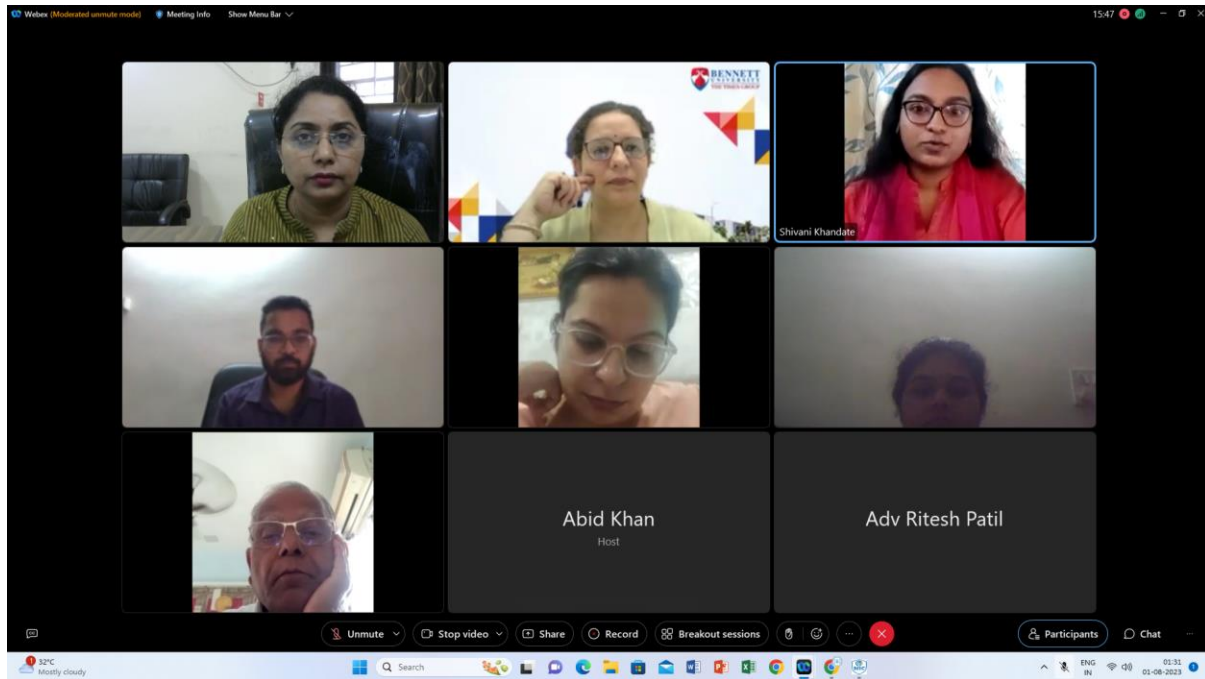 Webex (Moderated unmute mode) Meeting Info Show Menu Bar 15:47
BENNETT
UNIVERSITY
THE TIMES GROUP
Shivani Khandate
Abid Khan
Host
Adv Ritesh Patil
Unmute Stop video Share Record Breakout sessions Participants Chat
32°C
Mostly cloudy
Search
ENG
IN
01:31
01-08-2023